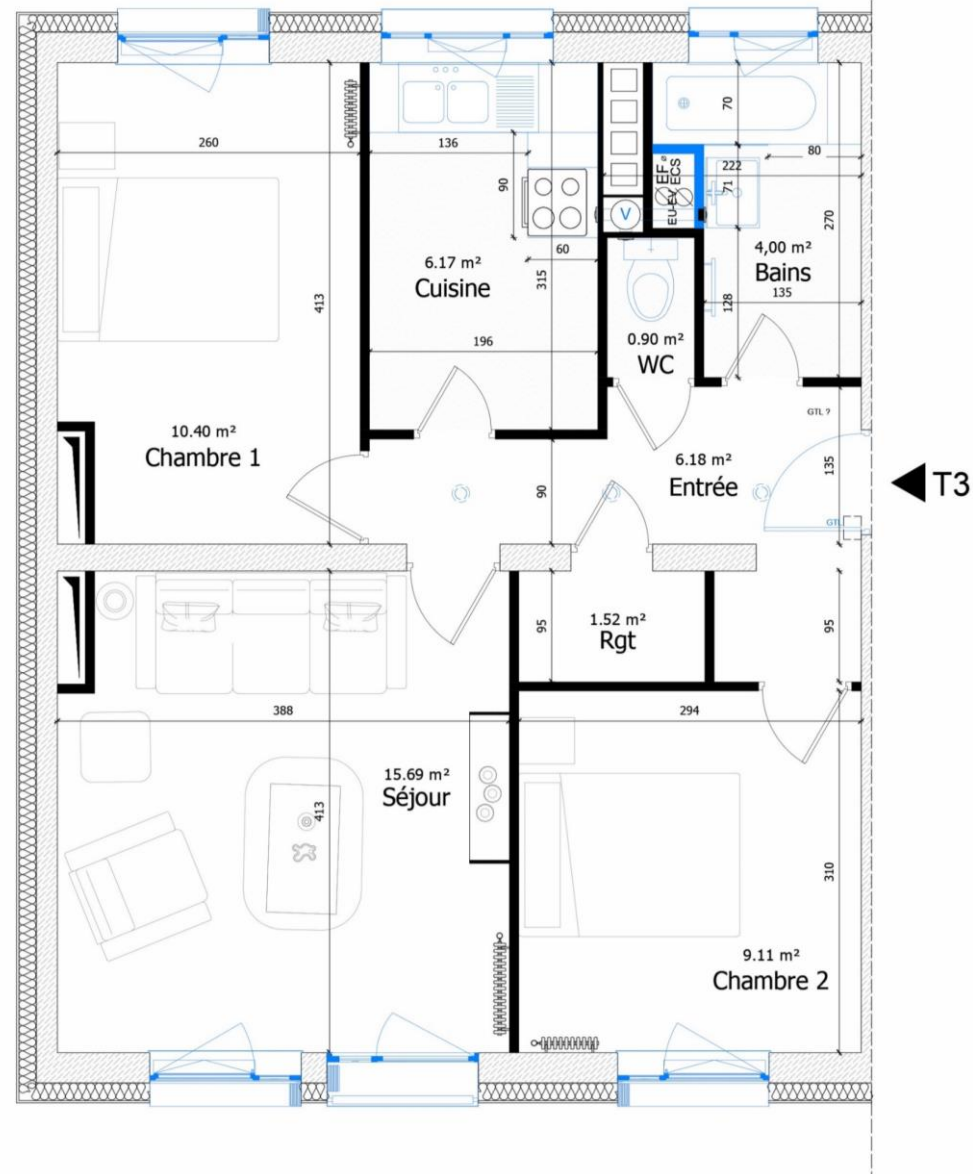 260
136
70
80
222
71
EF
EU-EV ECS
90
V
270
60
4,00 m²
Bains
6.17 m²
Cuisine
315
413
135
128
196
0.90 m²
WC
GTL ?
10.40 m²
Chambre 1
6.18 m²
Entrée
135
90
T3
GTL
95
1.52 m²
Rgt
95
388
294
15.69 m²
Séjour
413
310
9.11 m²
Chambre 2